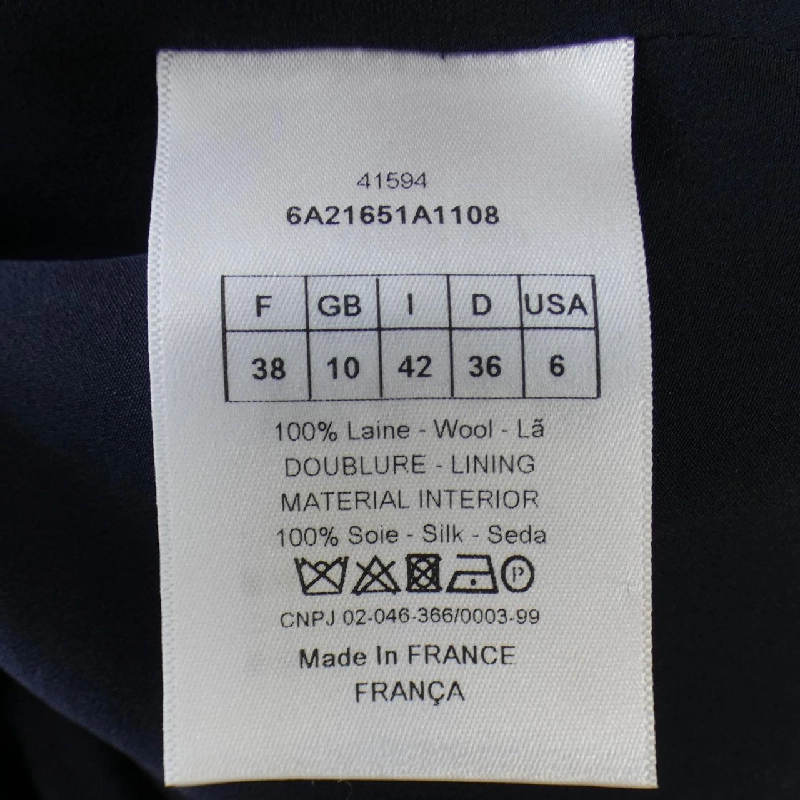 41594
6A21651A1108
F GB I D USA
38 10 42 36 6
100% Laine - Wool - Lã
DOUBLURE - LINING
MATERIAL INTERIOR
100% Soie - Silk - Seda
P
CNPJ 02-046-366/0003-99
Made In FRANCE
FRANÇA